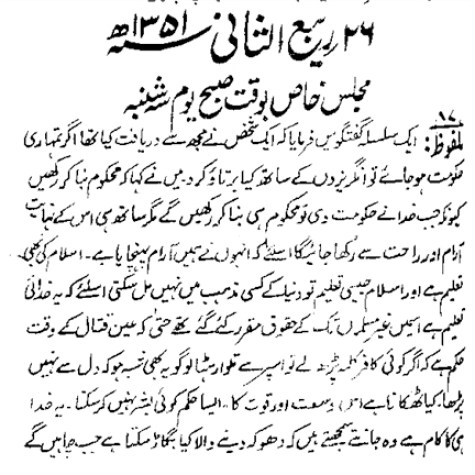 ۲۶ ربیع الثانی سنہ ۱۳۵۱ھ
مجلس خاص بوقت صبح یوم شنبہ
۱۷
ملفوظ: ایک سلسلہ گفتگو میں فرمایا کہ ایک شخص نے مجھ سے دریافت کیا تھا اگر تمہاری
حکومت ہو جائے تو انگریزوں کے ساتھ کیا برتاؤ کرو میں نے کہا کہ محکوم بنا کر رکھیں
کیونکہ جب خدا نے حکومت دی تو محکوم ہی بنا کر رکھیں گے مگر ساتھ ہی اس کے نہایت
آرام اور راحت سے رکھا جائیگا اسلئے کہ انہوں نے ہمیں آرام پہنچایا ہے۔ اسلام کی بھی
تعلیم ہے اور اسلام جیسی تعلیم تو دنیا کے کسی مذہب میں نہیں مل سکتی اسلئے کہ یہ خدائی
تعلیم ہے اسمیں غیر مسلموں تک کے حقوق مقرر کئے گئے تھے حتیٰ کہ عین قتال کے وقت
حکم ہے کہ اگر کوئی کافر کلمہ پڑھ لے تو اسپر سے تلوار ہٹا لو گو یہ بھی شبہ ہو کہ دل سے نہیں
پڑھا، کیا ٹھکانا ہے اس وسعت اور قوت کا۔ ایسا حکم کوئی بشر نہیں کر سکتا۔ یہ خدا
ہی کا کام ہے وہ جانتے سمجھتے ہیں کہ دھوکہ دینے والا کیا بگاڑ سکتا ہے جب چاہیں گے